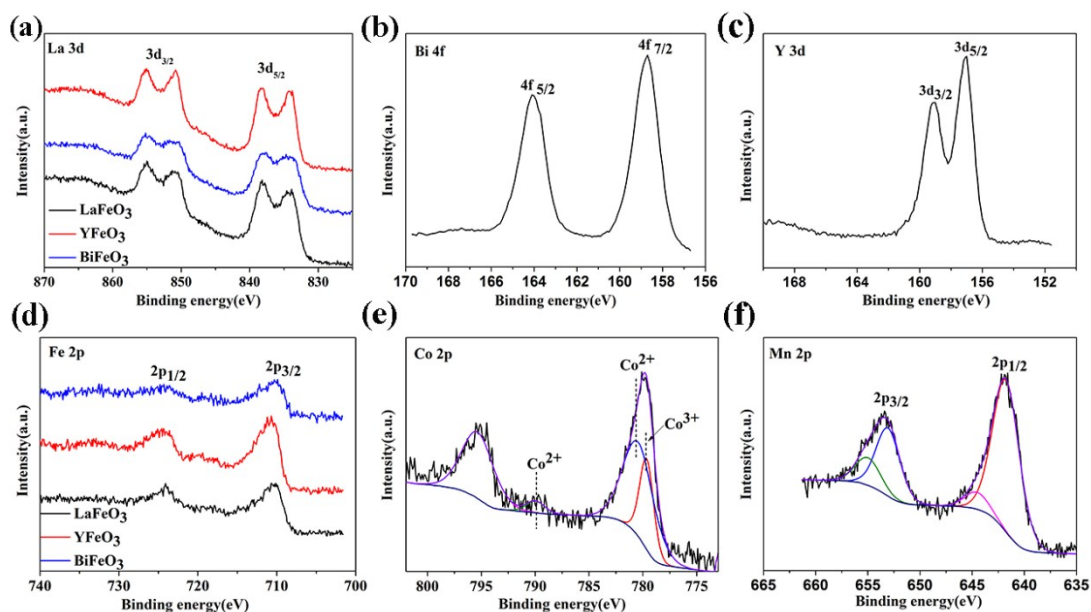 (a)
La 3d
3d3/2
3d5/2
LaFeO3
YFeO3
BiFeO3
Intensity(a.u.)
870 860 850 840 830
Binding energy(eV)
(b)
Bi 4f
4f 5/2
4f 7/2
Intensity(a.u.)
170 168 166 164 162 160 158 156
Binding energy(eV)
(c)
Y 3d
3d3/2
3d5/2
Intensity(a.u.)
168 164 160 156 152
Binding energy(eV)
(d)
Fe 2p
2p1/2
2p3/2
LaFeO3
YFeO3
BiFeO3
Intensity(a.u.)
740 730 720 710 700
Binding energy(eV)
(e)
Co 2p
Co2+
Co3+
Co2+
Intensity(a.u.)
800 795 790 785 780 775
Binding energy(eV)
(f)
Mn 2p
2p3/2
2p1/2
Intensity(a.u.)
665 660 655 650 645 640 635
Binding energy(eV)